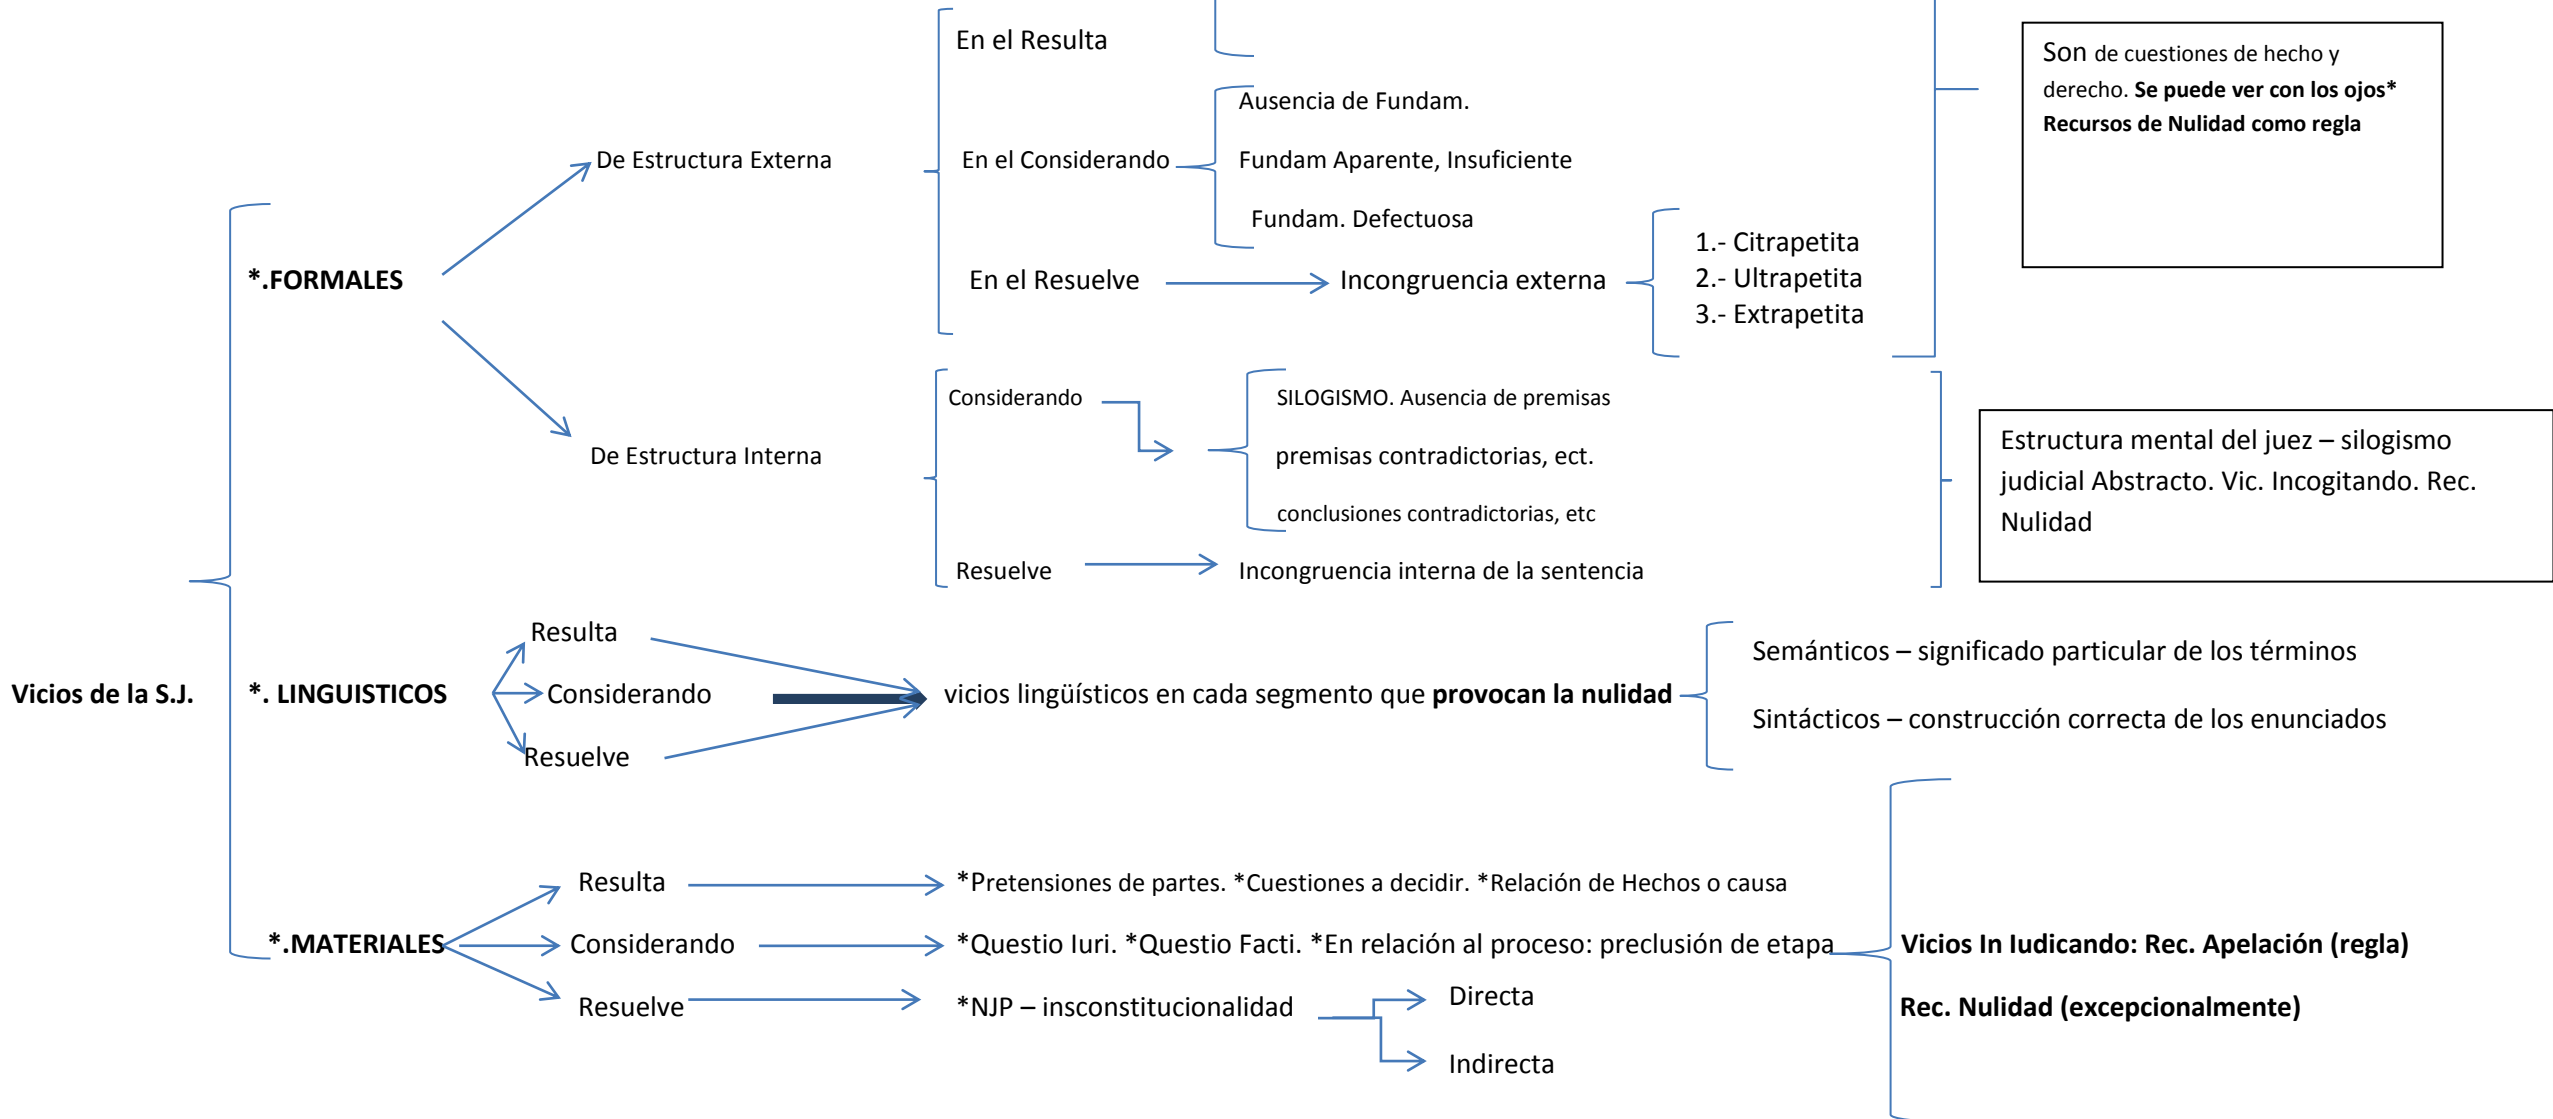 En el Resulta
Son de cuestiones de hecho y
derecho. Se puede ver con los ojos*
Recursos de Nulidad como regla
Ausencia de Fundam.
De Estructura Externa
En el Considerando
Fundam Aparente, Insuficiente
Fundam. Defectuosa
*.FORMALES
En el Resuelve
Incongruencia externa
1.- Citrapetita
2.- Ultrapetita
3.- Extrapetita
Considerando
SILOGISMO. Ausencia de premisas
De Estructura Interna
premisas contradictorias, ect.
conclusiones contradictorias, etc
Estructura mental del juez – silogismo
judicial Abstracto. Vic. Incogitando. Rec.
Nulidad
Resuelve
Incongruencia interna de la sentencia
Resulta
Semánticos – significado particular de los términos
Vicios de la S.J.
*. LINGUISTICOS
Considerando
vicios lingüísticos en cada segmento que provocan la nulidad
Sintácticos – construcción correcta de los enunciados
Resuelve
Resulta
*Pretensiones de partes. *Cuestiones a decidir. *Relación de Hechos o causa
*.MATERIALES
Considerando
*Questio Iuri. *Questio Facti. *En relación al proceso: preclusión de etapa
Vicios In Iudicando: Rec. Apelación (regla)
Resuelve
*NJP – insconstitucionalidad
Directa
Rec. Nulidad (excepcionalmente)
Indirecta